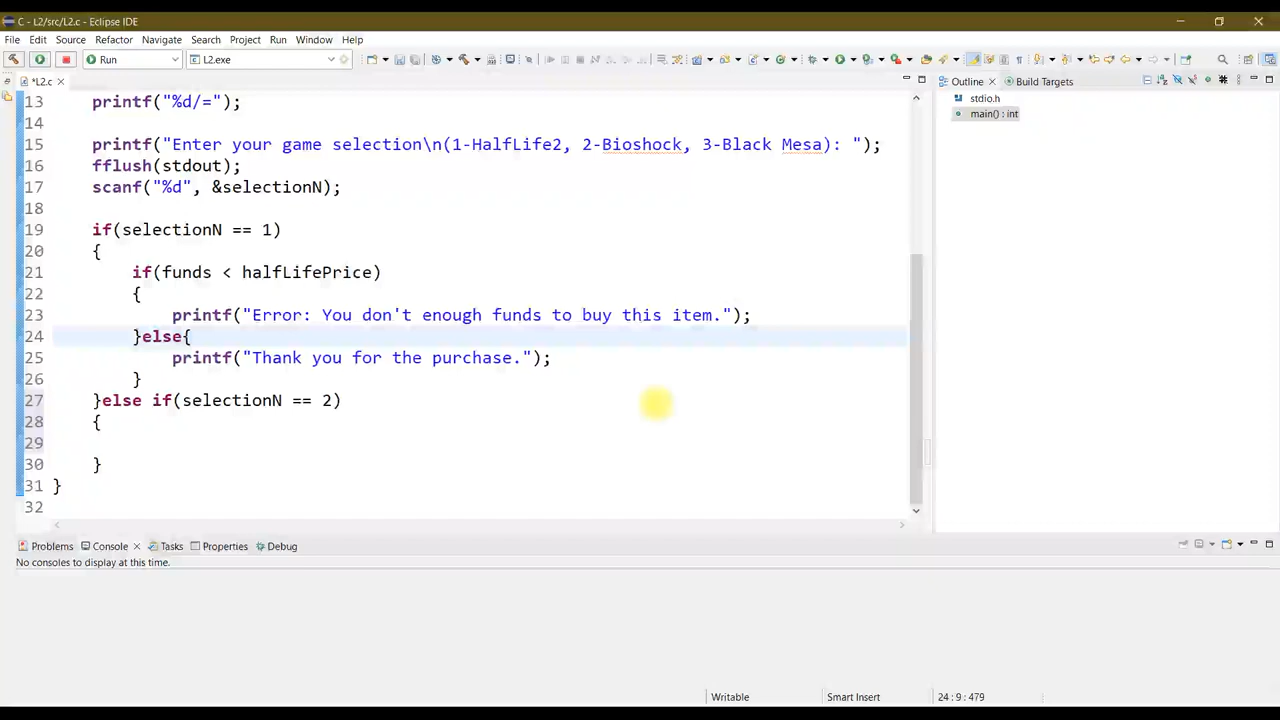 C - L2/src/L2.c - Eclipse IDE
File Edit Source Refactor Navigate Search Project Run Window Help
Run L2.exe
*L2.c
Outline Build Targets
stdio.h
main() : int
13 printf("%d/=");
14
15 printf("Enter your game selection\n(1-HalfLife2, 2-Bioshock, 3-Black Mesa): ");
16 fflush(stdout);
17 scanf("%d", &selectionN);
18
19 if(selectionN == 1)
20 {
21 if(funds < halfLifePrice)
22 {
23 printf("Error: You don't enough funds to buy this item.");
24 }else{
25 printf("Thank you for the purchase.");
26 }
27 }else if(selectionN == 2)
28 {
29
30 }
31 }
32
Problems Console Tasks Properties Debug
No consoles to display at this time.
Writable Smart Insert 24 : 9 : 479